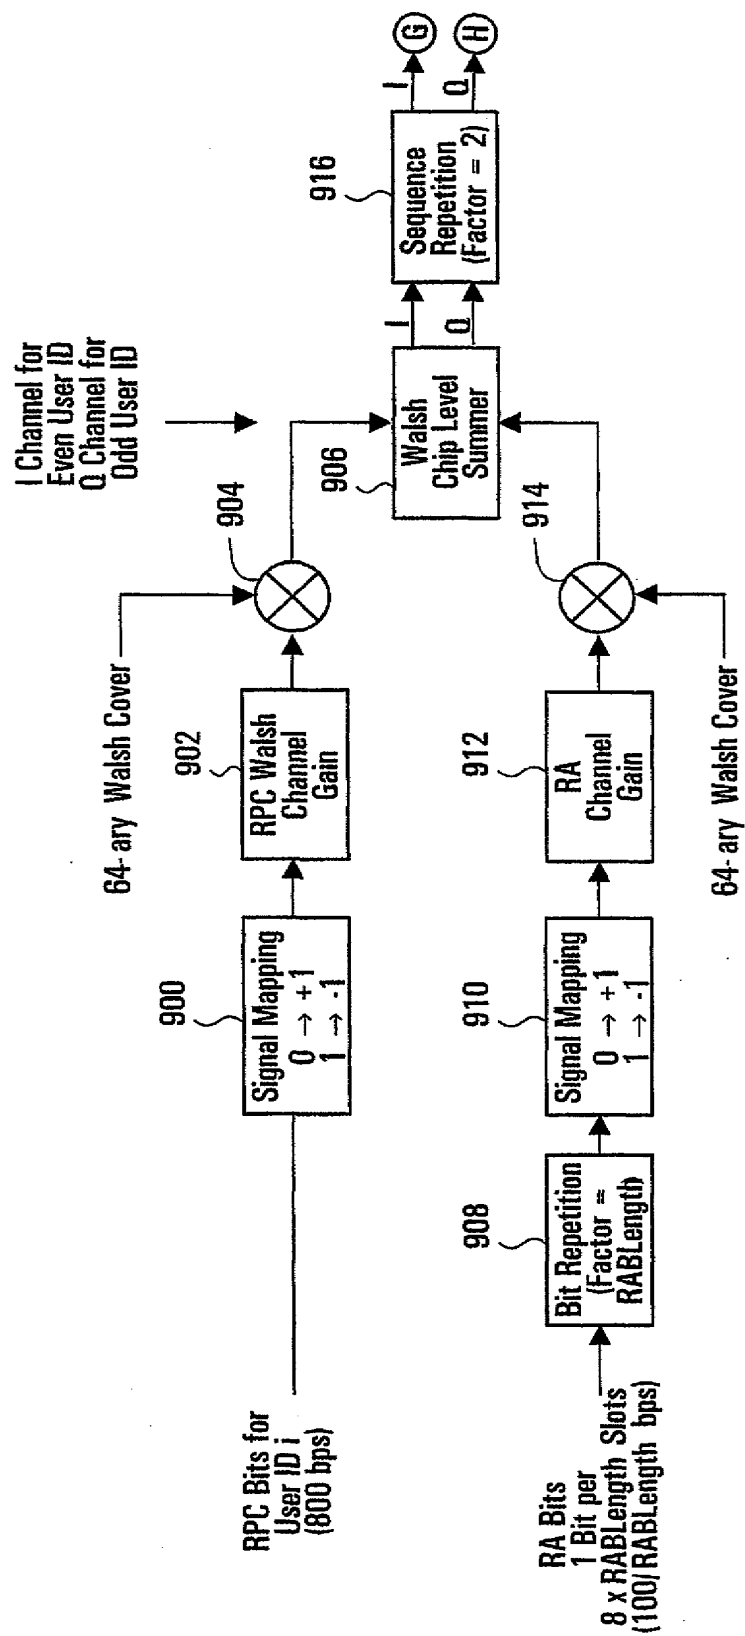 I Channel for
Even User ID
Q Channel for
Odd User ID
64-ary Walsh Cover
904
RPC Bits for
User ID i
(800 bps)
900
Signal Mapping
0 → +1
1 → -1
902
RPC Walsh
Channel
Gain
906
Walsh
Chip Level
Summer
I
Q
916
Sequence
Repetition
(Factor = 2)
I
Q
G
H
RA Bits
1 Bit per
8 x RABLength Slots
(100/RABLength bps)
908
Bit Repetition
(Factor =
RABLength)
910
Signal Mapping
0 → +1
1 → -1
912
RA
Channel
Gain
914
64-ary Walsh Cover